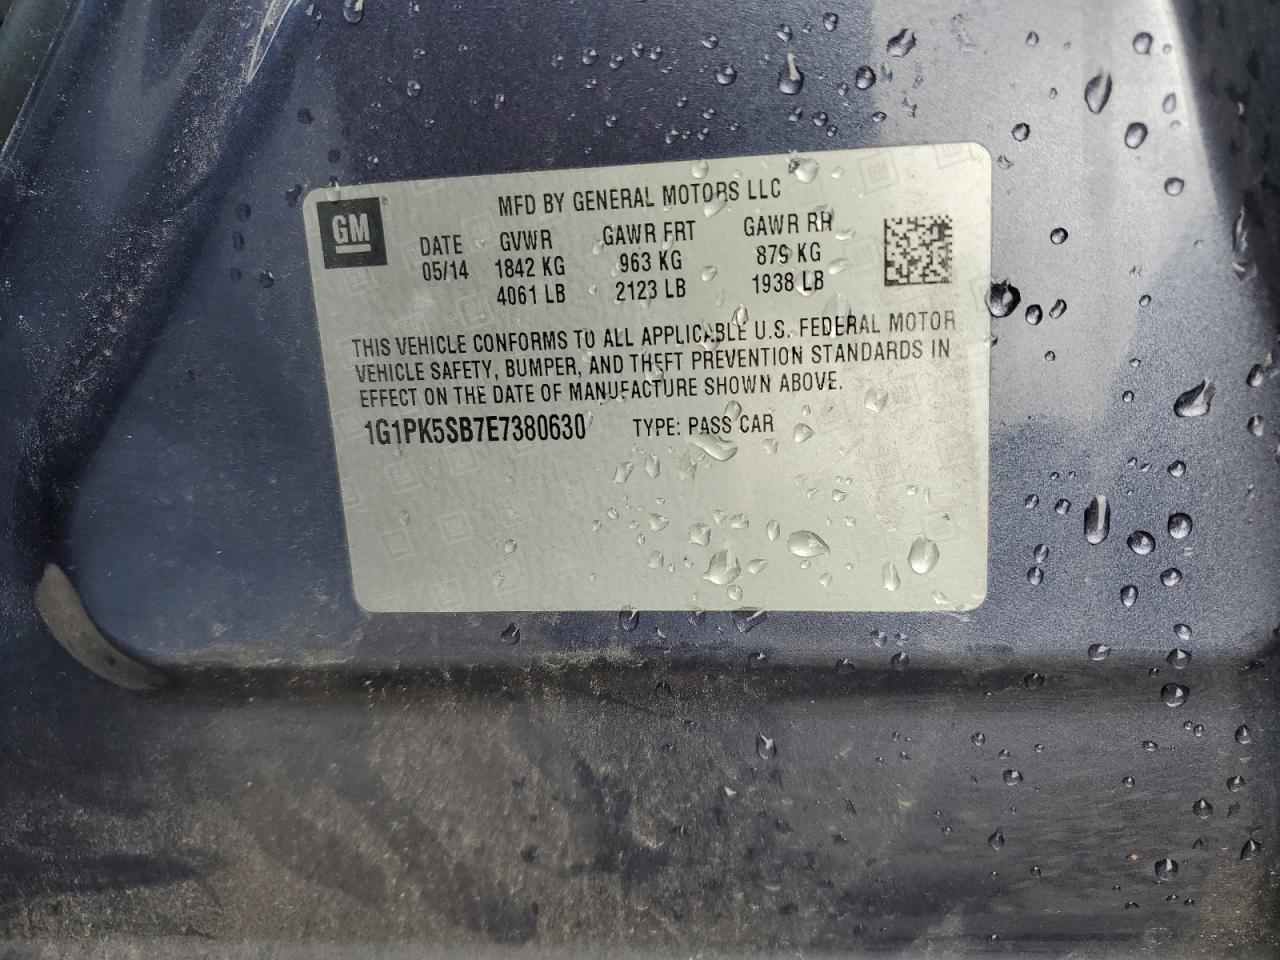 MFD BY GENERAL MOTORS LLC
GM
DATE GVWR GAWR FRT GAWR RR
05/14 1842 KG 963 KG 879 KG
4061 LB 2123 LB 1938 LB
THIS VEHICLE CONFORMS TO ALL APPLICABLE U.S. FEDERAL MOTOR
VEHICLE SAFETY, BUMPER, AND THEFT PREVENTION STANDARDS IN
EFFECT ON THE DATE OF MANUFACTURE SHOWN ABOVE.
1G1PK5SB7E7380630 TYPE: PASS CAR